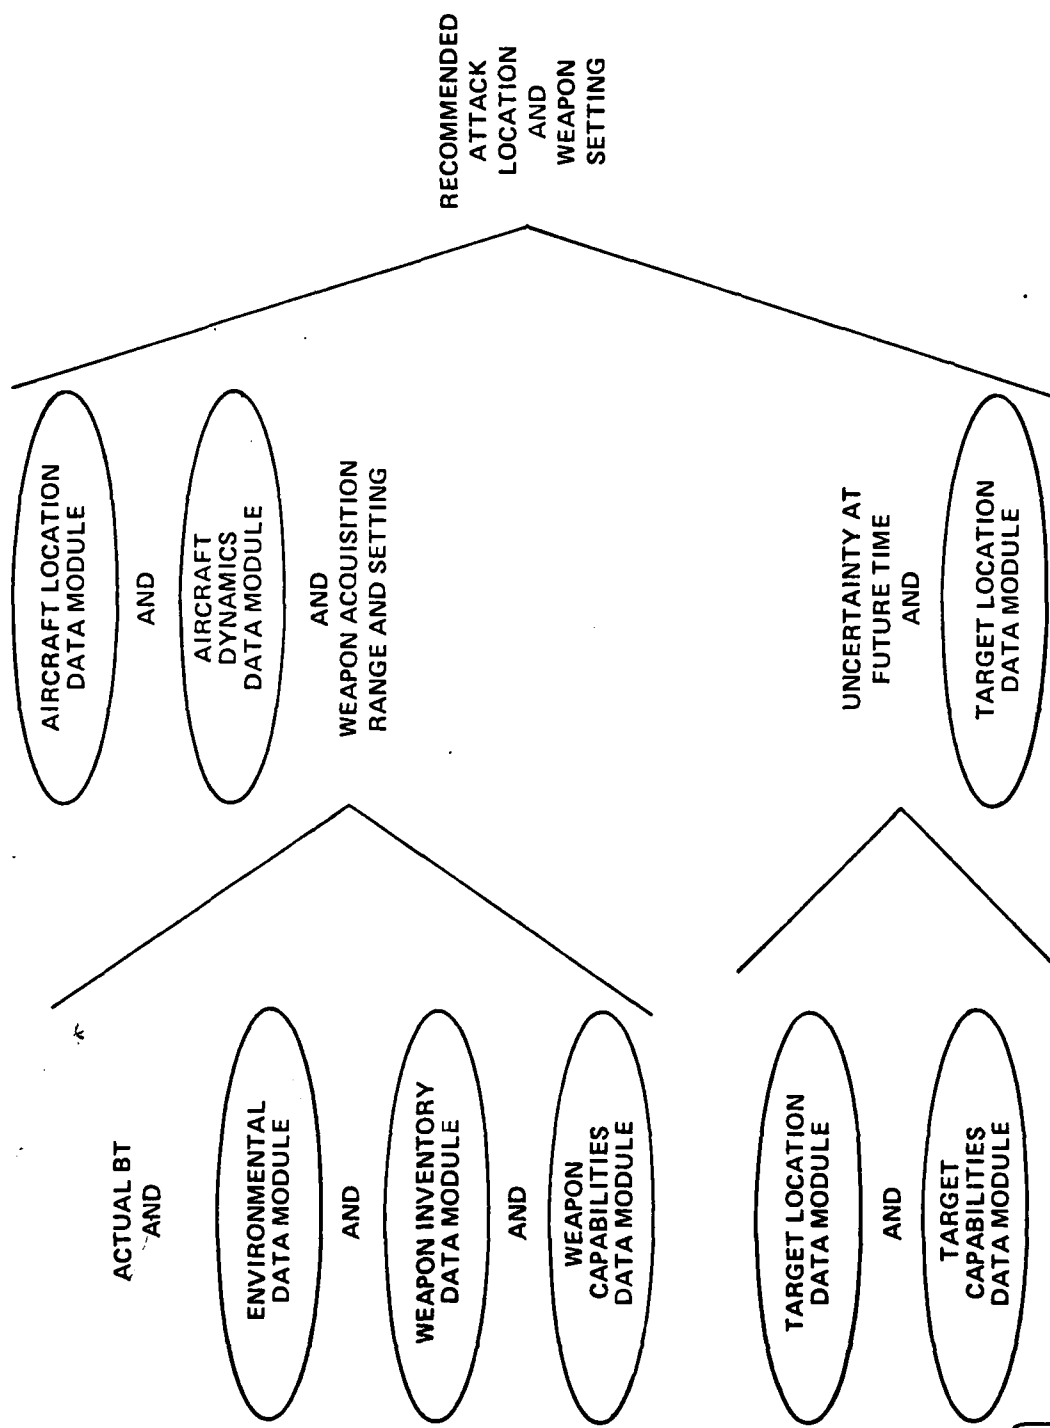 ACTUAL BT
AND
ENVIRONMENTAL
DATA MODULE
AND
WEAPON INVENTORY
DATA MODULE
AND
WEAPON
CAPABILITIES
DATA MODULE
TARGET LOCATION
DATA MODULE
AND
TARGET
CAPABILITIES
DATA MODULE
AIRCRAFT LOCATION
DATA MODULE
AND
AIRCRAFT
DYNAMICS
DATA MODULE
AND
WEAPON ACQUISITION
RANGE AND SETTING
UNCERTAINTY AT
FUTURE TIME
AND
TARGET LOCATION
DATA MODULE
RECOMMENDED
ATTACK
LOCATION
AND
WEAPON
SETTING